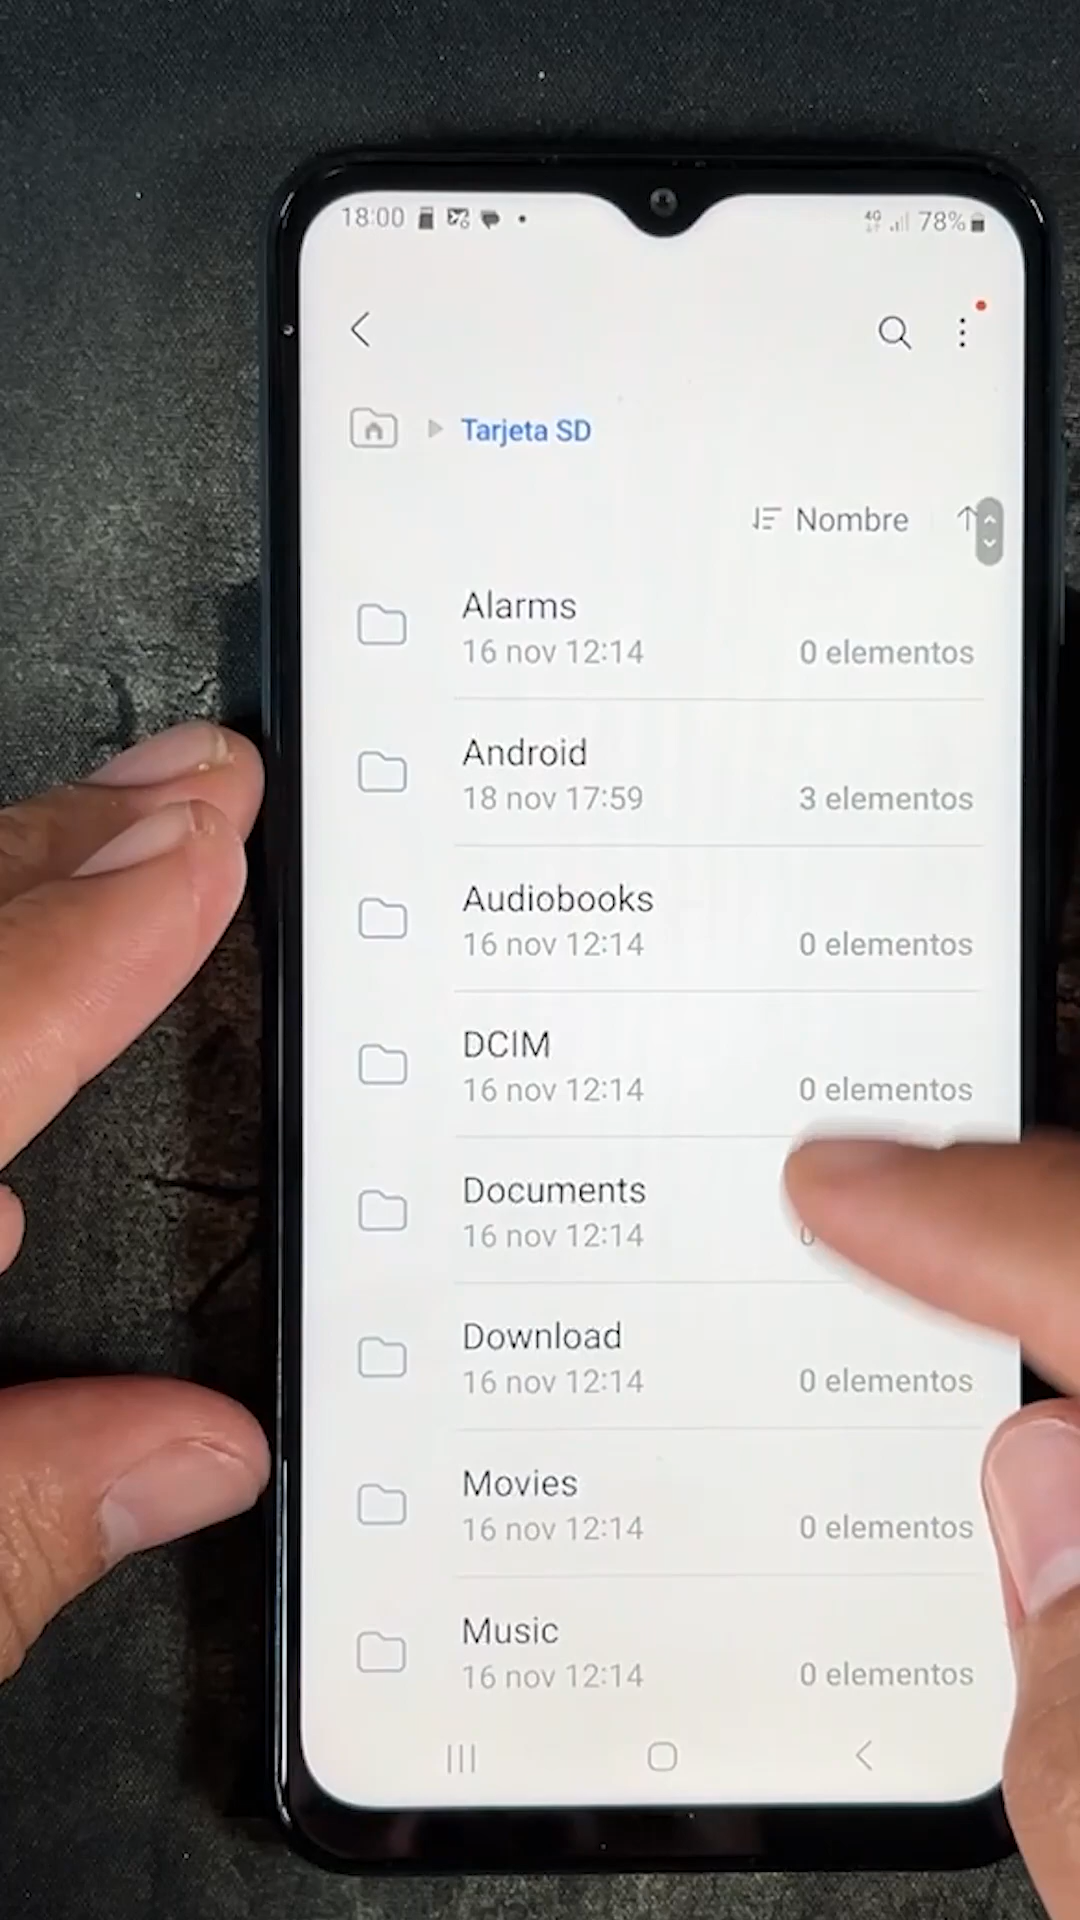 18:00
4G 78%
Tarjeta SD
Nombre
Alarms
16 nov 12:14 0 elementos
Android
18 nov 17:59 3 elementos
Audiobooks
16 nov 12:14 0 elementos
DCIM
16 nov 12:14 0 elementos
Documents
16 nov 12:14 0
Download
16 nov 12:14 0 elementos
Movies
16 nov 12:14 0 elementos
Music
16 nov 12:14 0 elementos